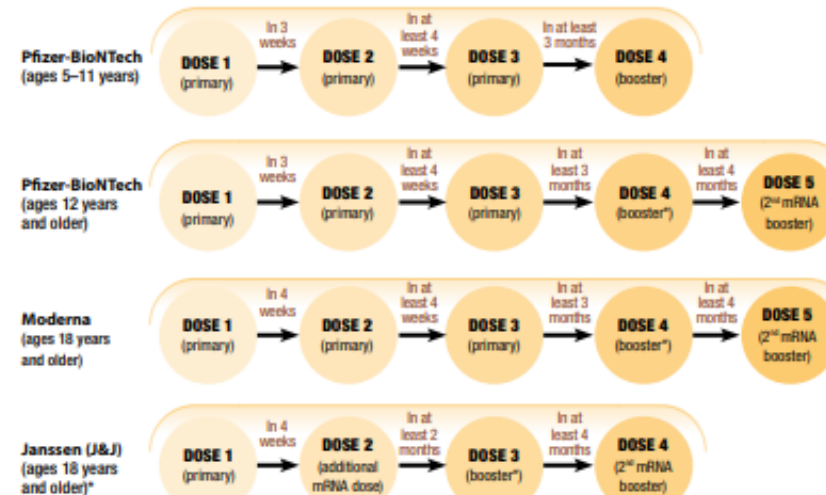 Pfizer-BioNTech
(ages 5–11 years)
DOSE 1
(primary)
In 3
weeks
DOSE 2
(primary)
In at
least 4
weeks
DOSE 3
(primary)
In at least
3 months
DOSE 4
(booster)
Pfizer-BioNTech
(ages 12 years
and older)
DOSE 1
(primary)
In 3
weeks
DOSE 2
(primary)
In at
least 4
weeks
DOSE 3
(primary)
In at
least 3
months
DOSE 4
(booster*)
In at
least 4
months
DOSE 5
(2nd mRNA
booster)
Moderna
(ages 18 years
and older)
DOSE 1
(primary)
In 4
weeks
DOSE 2
(primary)
In at
least 4
weeks
DOSE 3
(primary)
In at
least 3
months
DOSE 4
(booster*)
In at
least 4
months
DOSE 5
(2nd mRNA
booster)
Janssen (J&J)
(ages 18 years
and older)*
DOSE 1
(primary)
In 4
weeks
DOSE 2
(additional
mRNA dose)
In at
least 2
months
DOSE 3
(booster*)
In at
least 4
months
DOSE 4
(2nd mRNA
booster)